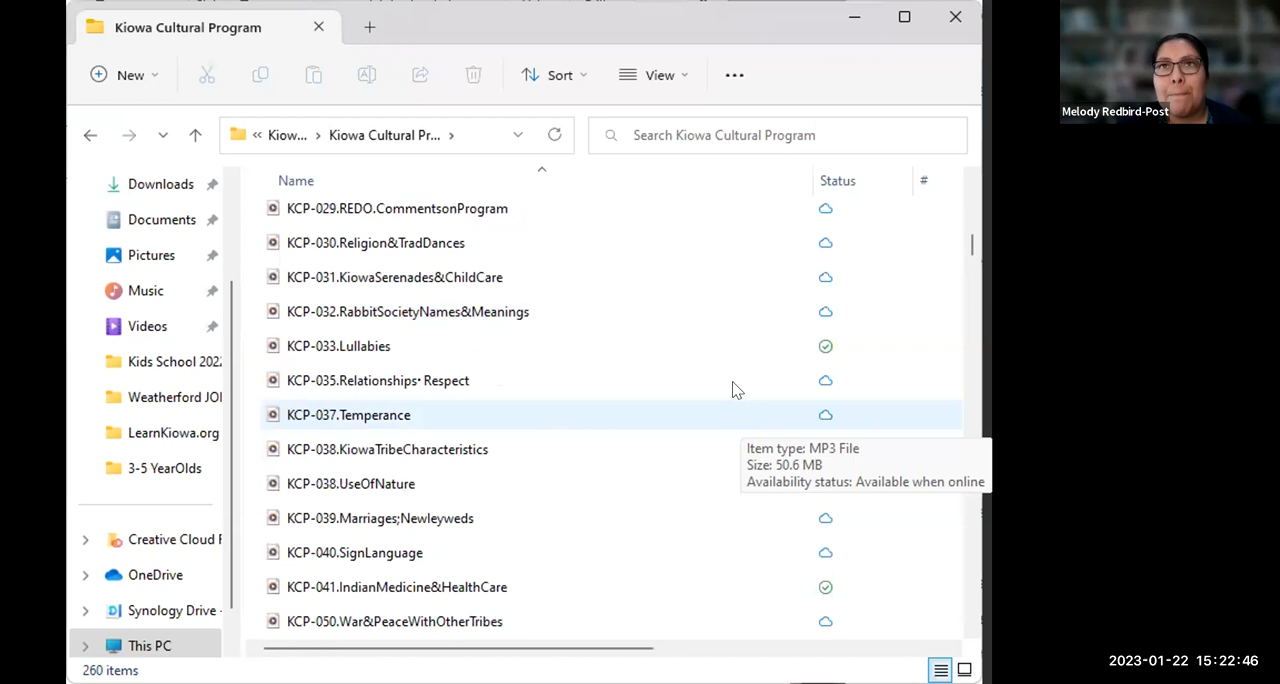 Kiowa Cultural Program
New
Sort
View
Kiow...
Kiowa Cultural Pr...
Search Kiowa Cultural Program
Downloads
Documents
Pictures
Music
Videos
Kids School 2022
Weatherford JO
LearnKiowa.org
3-5 YearOlds
Creative Cloud F
OneDrive
Synology Drive -
This PC
Name
Status
#
KCP-029.REDO.CommentsonProgram
KCP-030.Religion&TradDances
KCP-031.KiowaSerenades&ChildCare
KCP-032.RabbitSocietyNames&Meanings
KCP-033.Lullabies
KCP-035.Relationships• Respect
KCP-037.Temperance
KCP-038.KiowaTribeCharacteristics
KCP-038.UseOfNature
KCP-039.Marriages;Newleyweds
KCP-040.SignLanguage
KCP-041.IndianMedicine&HealthCare
KCP-050.War&PeaceWithOtherTribes
Item type: MP3 File
Size: 50.6 MB
Availability status: Available when online
260 items
Melody Redbird-Post
2023-01-22 15:22:46